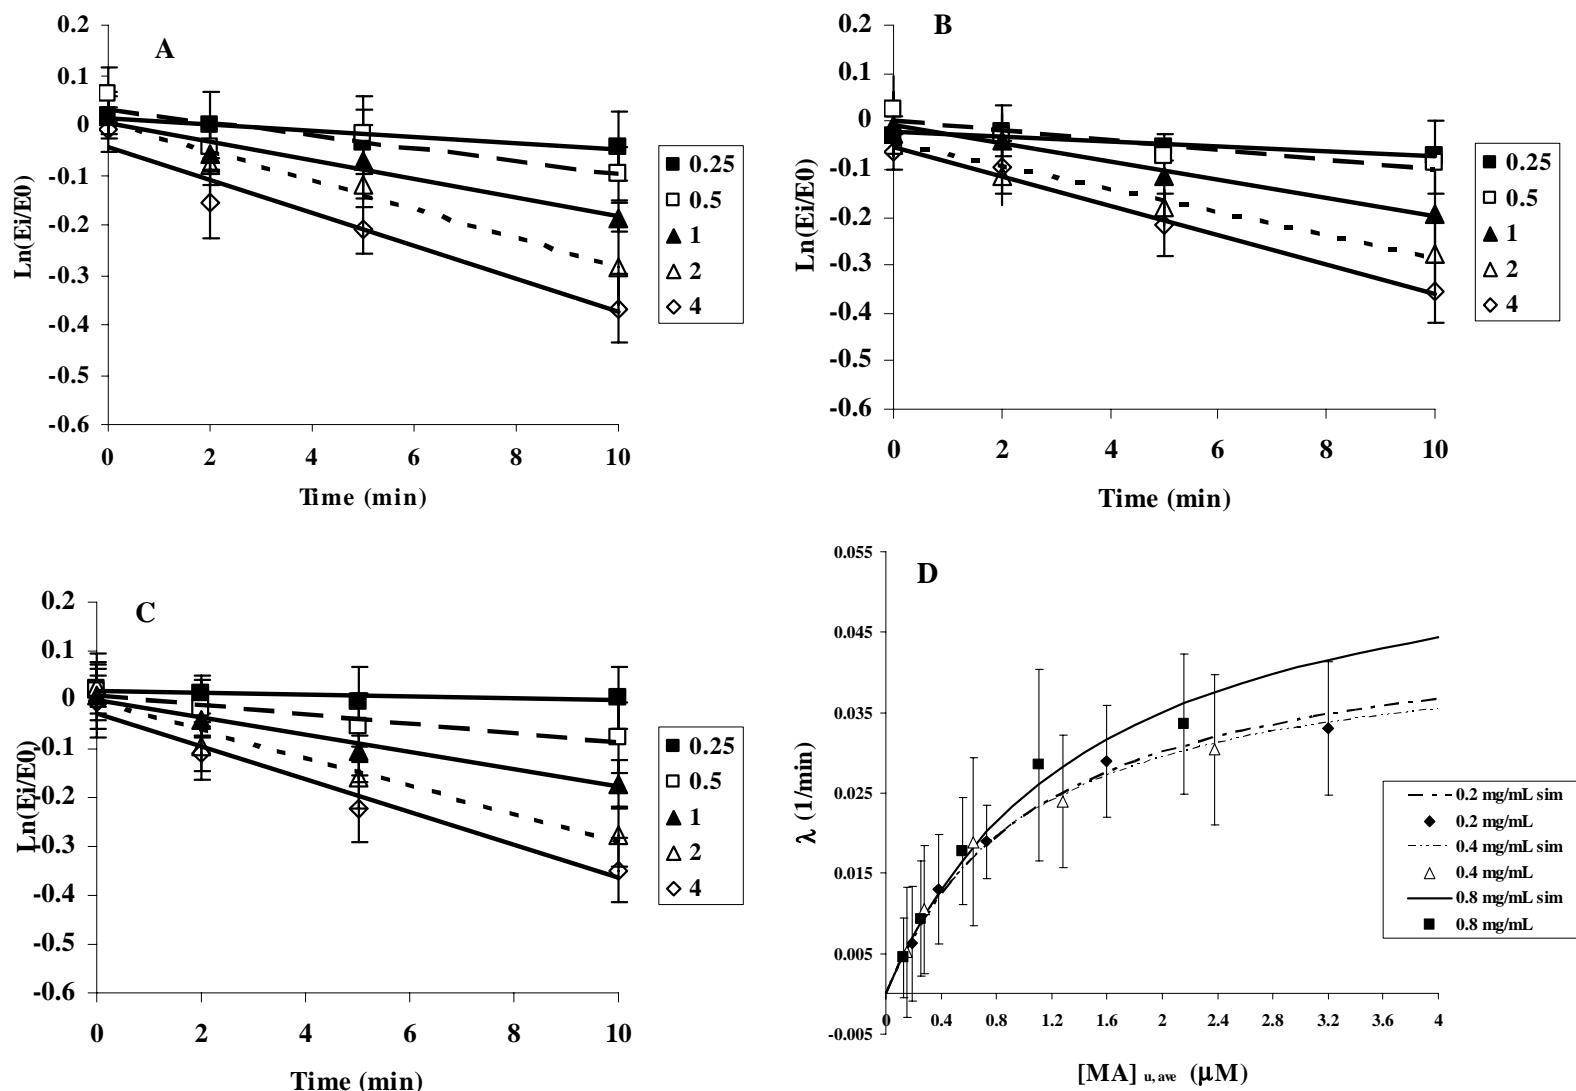 A
0.2
0.1
0
-0.1
-0.2
-0.3
-0.4
-0.5
-0.6
Ln(Ei/E0)
0 2 4 6 8 10
Time (min)
0.25
0.5
1
2
4
B
0.2
0.1
0
-0.1
-0.2
-0.3
-0.4
-0.5
-0.6
Ln(Ei/E0)
0 2 4 6 8 10
Time (min)
0.25
0.5
1
2
4
C
0.2
0.1
0
-0.1
-0.2
-0.3
-0.4
-0.5
-0.6
Ln(Ei/E0)
0 2 4 6 8 10
Time (min)
0.25
0.5
1
2
4
D
0.055
0.045
0.035
0.025
0.015
0.005
-0.005
λ (1/min)
0 0.4 0.8 1.2 1.6 2 2.4 2.8 3.2 3.6 4
[MA] u, ave (μM)
0.2 mg/mL sim
0.2 mg/mL
0.4 mg/mL sim
0.4 mg/mL
0.8 mg/mL sim
0.8 mg/mL